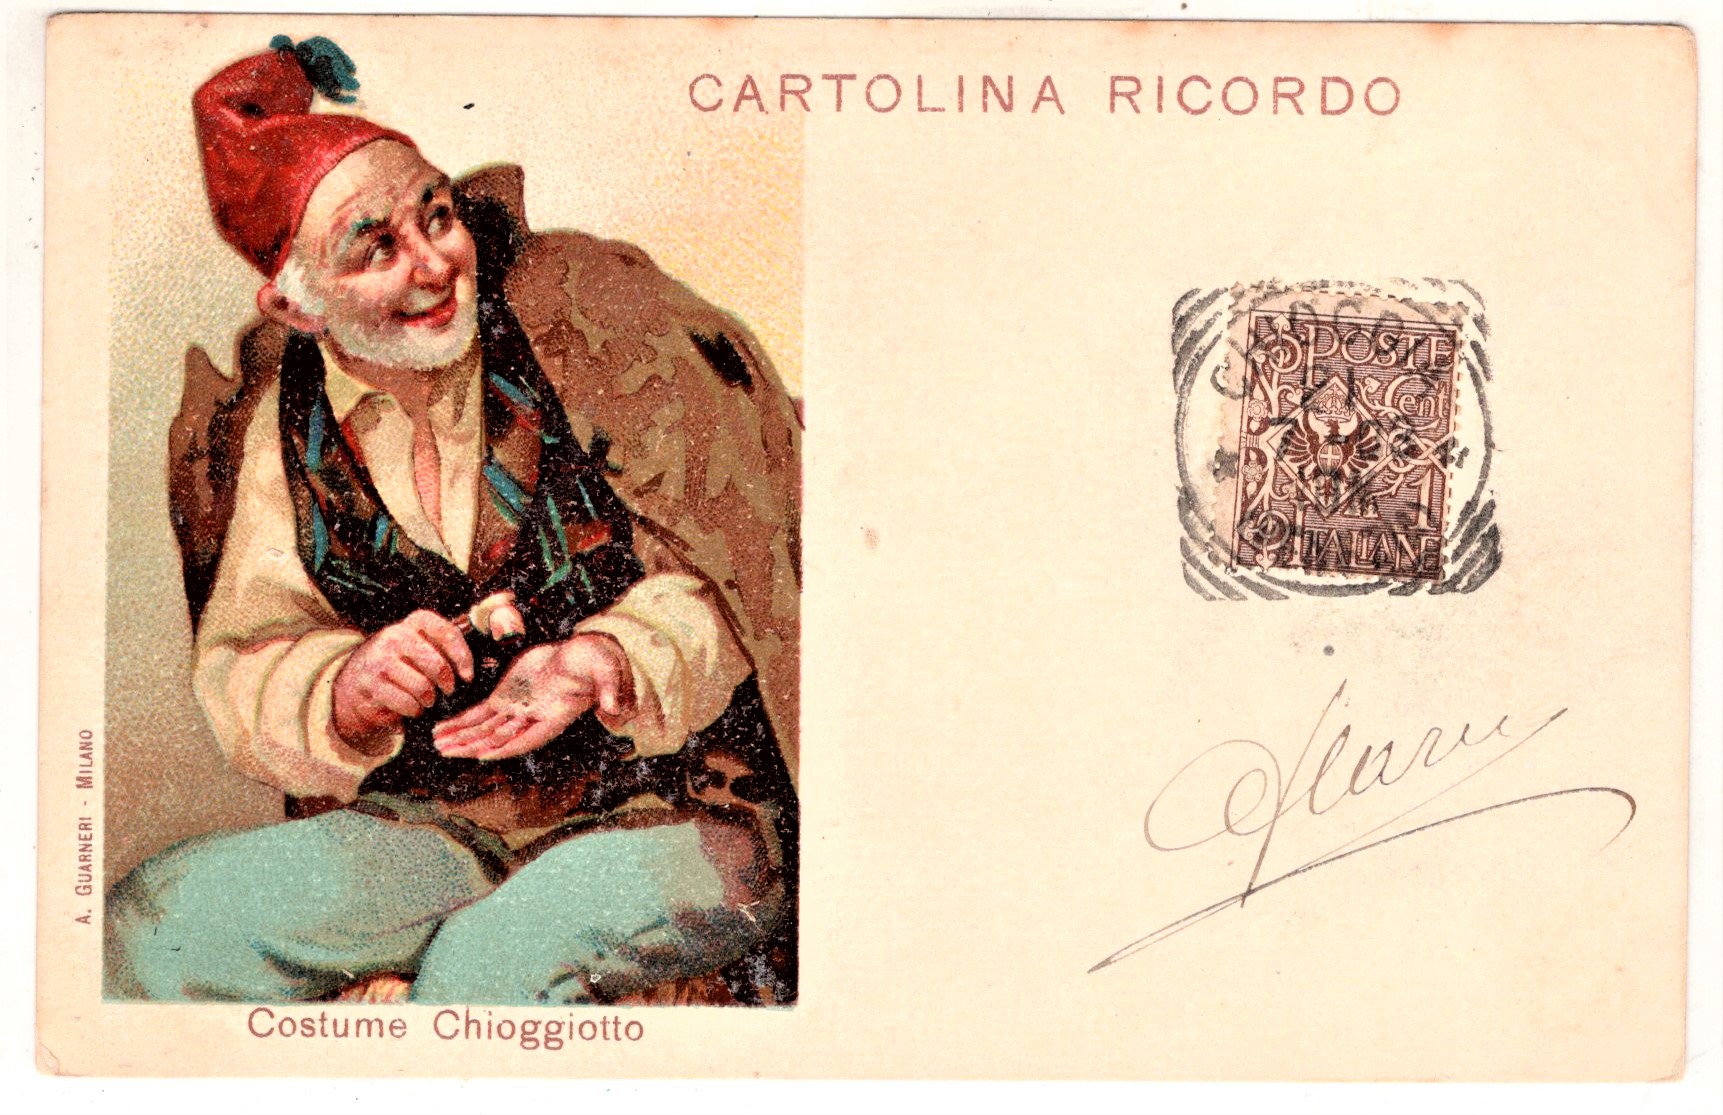 CARTOLINA RICORDO
POSTE
Cent
1
ITALIANE
A. GUARNERI - MILANO
Costume Chioggiotto